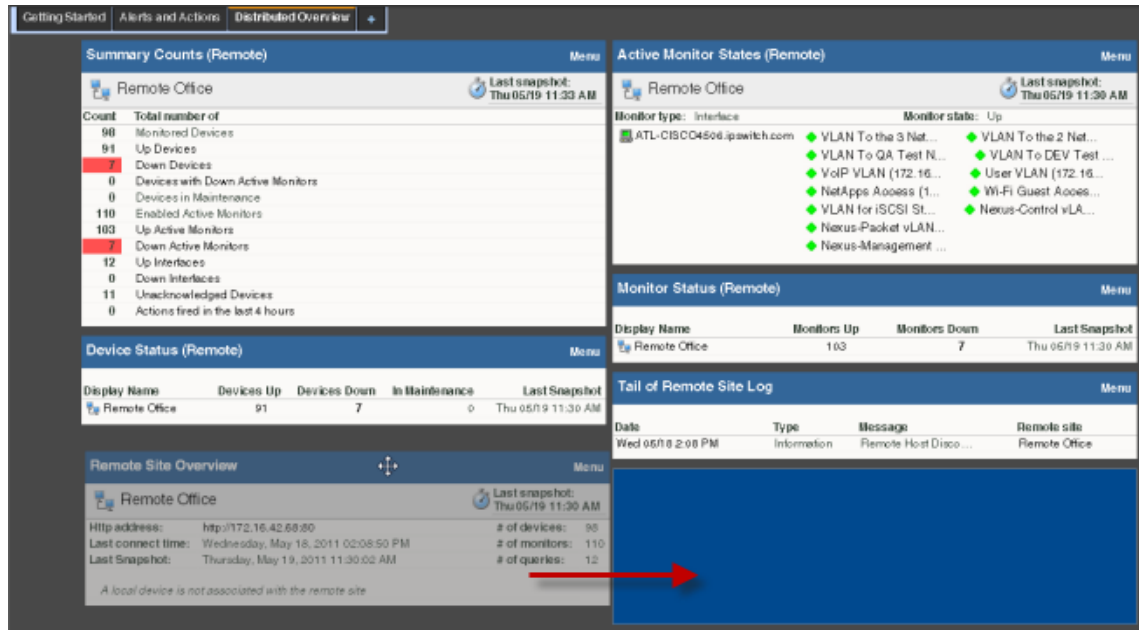 Getting Started Alerts and Actions Distributed Overview +
Summary Counts (Remote) Menu
Remote Office Last snapshot:
Thu 05/19 11:33 AM
Count Total number of
98 Monitored Devices
91 Up Devices
7 Down Devices
0 Devices with Down Active Monitors
0 Devices in Maintenance
110 Enabled Active Monitors
103 Up Active Monitors
7 Down Active Monitors
12 Up Interfaces
0 Down Interfaces
11 Unacknowledged Devices
0 Actions fired in the last 4 hours
Device Status (Remote) Menu
Display Name Devices Up Devices Down In Maintenance Last Snapshot
Remote Office 91 7 0 Thu 05/19 11:30 AM
Remote Site Overview Menu
Remote Office Last snapshot:
Thu 05/19 11:30 AM
Http address: http://172.16.42.68:80 # of devices: 98
Last connect time: Wednesday, May 18, 2011 02:08:50 PM # of monitors: 110
Last Snapshot: Thursday, May 19, 2011 11:30:02 AM # of queries: 12
A local device is not associated with the remote site
Active Monitor States (Remote) Menu
Remote Office Last snapshot:
Thu 05/19 11:30 AM
Monitor type: Interface Monitor state: Up
ATL-CISCO4506.ipswitch.com VLAN To the 3 Net... VLAN To the 2 Net...
VLAN To QA Test N... VLAN To DEV Test ...
VoIP VLAN (172.16... User VLAN (172.16...
NetApps Access (1... Wi-Fi Guest Acces...
VLAN for iSCSI St... Nexus-Control vLA...
Nexus-Packet vLAN...
Nexus-Management ...
Monitor Status (Remote) Menu
Display Name Monitors Up Monitors Down Last Snapshot
Remote Office 103 7 Thu 05/19 11:30 AM
Tail of Remote Site Log Menu
Date Type Message Remote site
Wed 05/18 2:08 PM Information Remote Host Disco... Remote Office